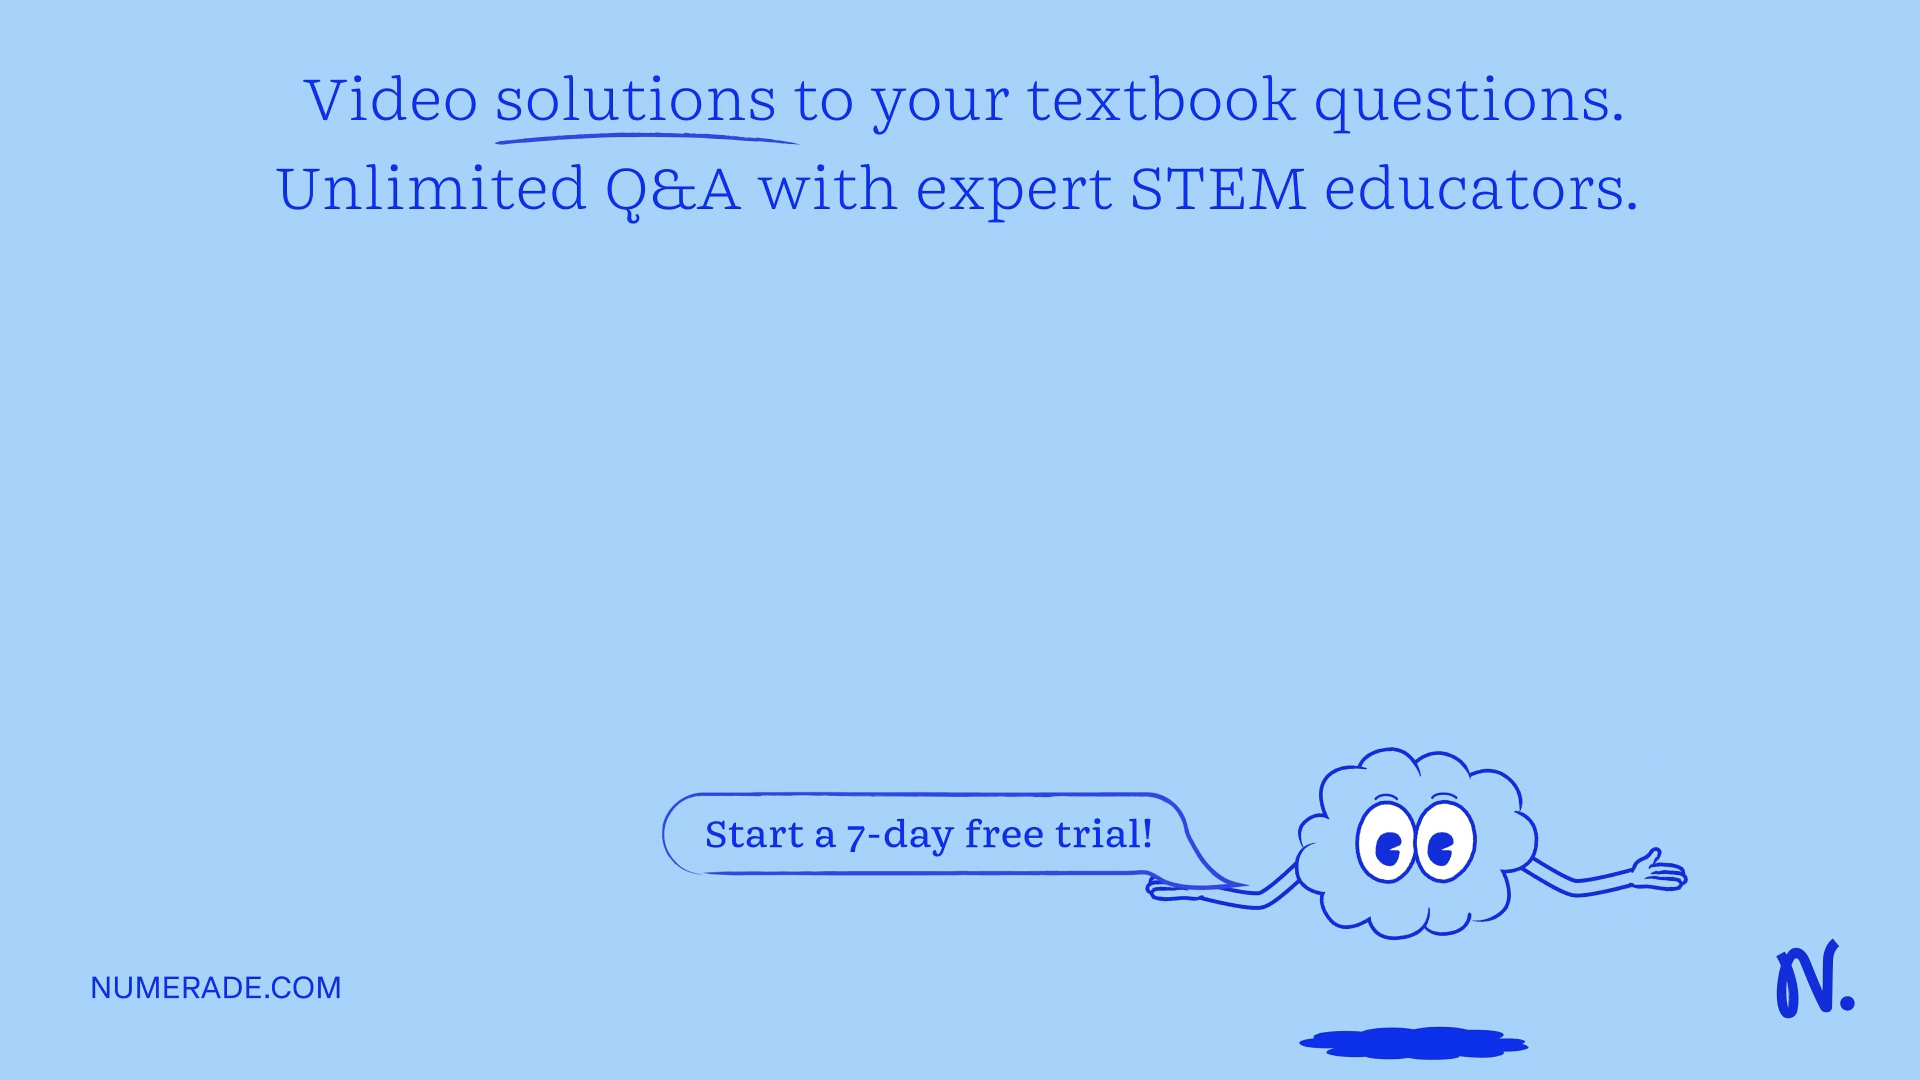 Video solutions to your textbook questions.
Unlimited Q&A with expert STEM educators.
Start a 7-day free trial!
NUMERADE.COM
N.